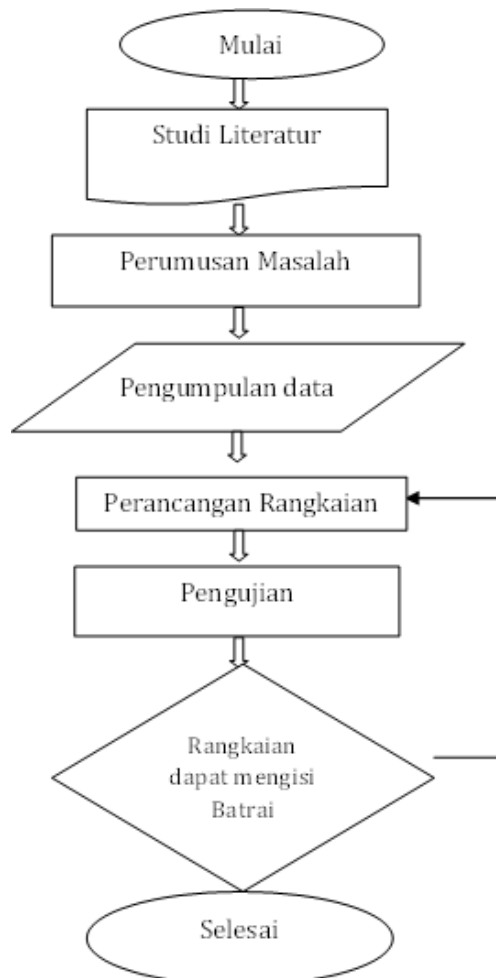 Mulai
Studi Literatur
Perumusan Masalah
Pengumpulan data
Perancangan Rangkaian
Pengujian
Rangkaian
dapat mengisi
Batrai
Selesai